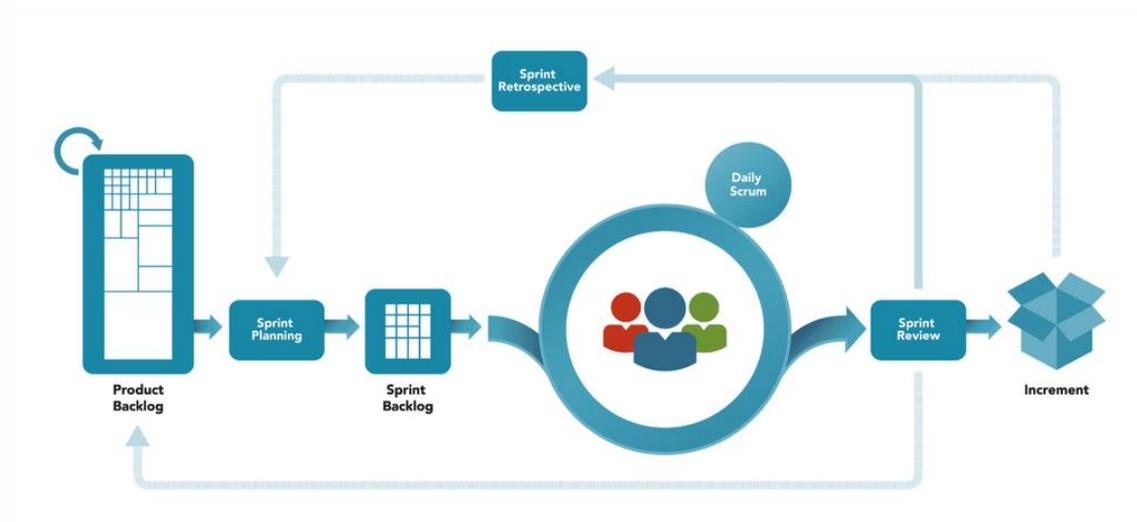 Sprint
Retrospective
Daily
Scrum
Sprint
Planning
Sprint
Review
Product
Backlog
Sprint
Backlog
Increment